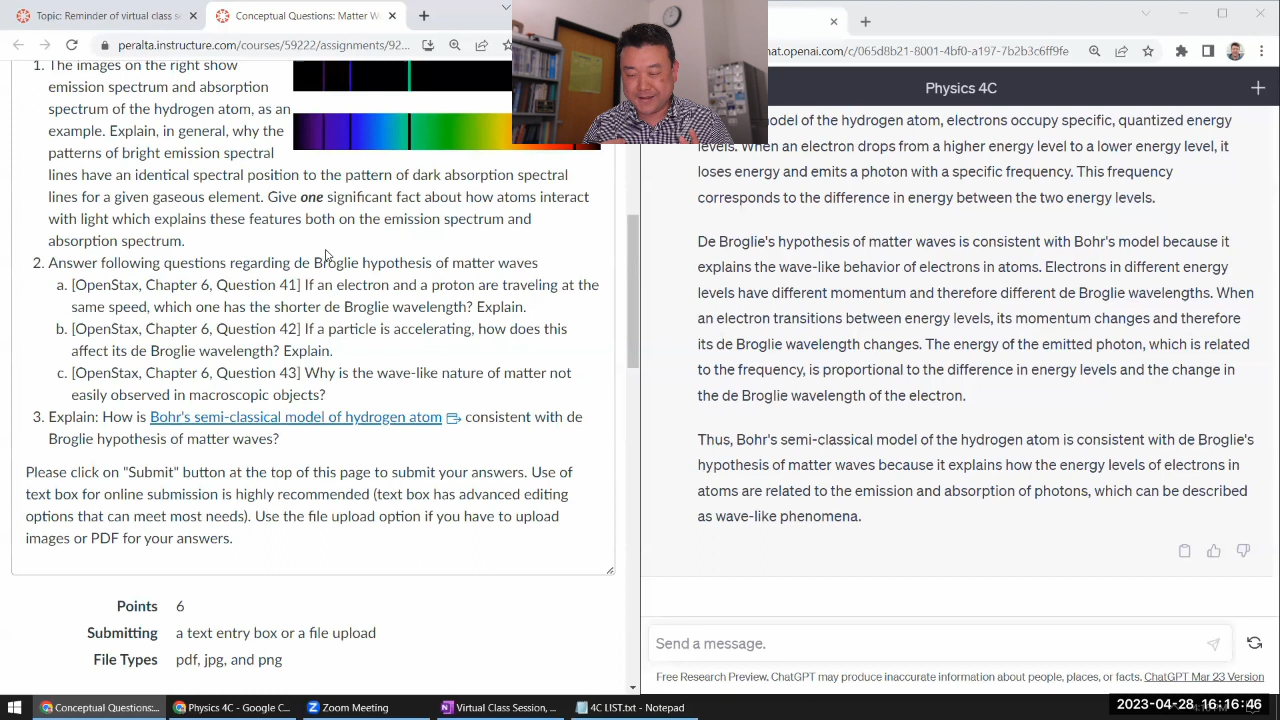 Topic: Reminder of virtual class s
Conceptual Questions: Matter W
peralta.instructure.com/courses/59222/assignments/92...
hat.openai.com/c/065d8b21-8001-4bf0-a197-7b2b3c6ff9fe
1. The images on the right show
emission spectrum and absorption
spectrum of the hydrogen atom, as an
example. Explain, in general, why the
patterns of bright emission spectral
lines have an identical spectral position to the pattern of dark absorption spectral
lines for a given gaseous element. Give one significant fact about how atoms interact
with light which explains these features both on the emission spectrum and
absorption spectrum.
2. Answer following questions regarding de Broglie hypothesis of matter waves
a. [OpenStax, Chapter 6, Question 41] If an electron and a proton are traveling at the
same speed, which one has the shorter de Broglie wavelength? Explain.
b. [OpenStax, Chapter 6, Question 42] If a particle is accelerating, how does this
affect its de Broglie wavelength? Explain.
c. [OpenStax, Chapter 6, Question 43] Why is the wave-like nature of matter not
easily observed in macroscopic objects?
3. Explain: How is Bohr's semi-classical model of hydrogen atom consistent with de
Broglie hypothesis of matter waves?
Please click on "Submit" button at the top of this page to submit your answers. Use of
text box for online submission is highly recommended (text box has advanced editing
options that can meet most needs). Use the file upload option if you have to upload
images or PDF for your answers.
Points 6
Submitting a text entry box or a file upload
File Types pdf, jpg, and png
Physics 4C
odel of the hydrogen atom, electrons occupy specific, quantized energy
levels. When an electron drops from a higher energy level to a lower energy level, it
loses energy and emits a photon with a specific frequency. This frequency
corresponds to the difference in energy between the two energy levels.
De Broglie's hypothesis of matter waves is consistent with Bohr's model because it
explains the wave-like behavior of electrons in atoms. Electrons in different energy
levels have different momentum and therefore different de Broglie wavelengths. When
an electron transitions between energy levels, its momentum changes and therefore
its de Broglie wavelength changes. The energy of the emitted photon, which is related
to the frequency, is proportional to the difference in energy levels and the change in
the de Broglie wavelength of the electron.
Thus, Bohr's semi-classical model of the hydrogen atom is consistent with de Broglie's
hypothesis of matter waves because it explains how the energy levels of electrons in
atoms are related to the emission and absorption of photons, which can be described
as wave-like phenomena.
Send a message.
Free Research Preview. ChatGPT may produce inaccurate information about people, places, or facts. ChatGPT Mar 23 Version
Conceptual Questions:...
Physics 4C - Google C...
Zoom Meeting
Virtual Class Session, ...
4C LIST.txt - Notepad
2023-04-28 16:16:46